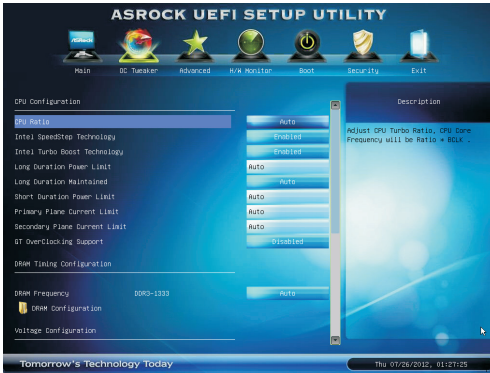 ASROCK UEFI SETUP UTILITY
ASRock
Main OC Tweaker Advanced H/W Monitor Boot Security Exit
CPU Configuration
Description
CPU Ratio Auto
Adjust CPU Turbo Ratio, CPU Core
Frequency will be Ratio * BCLK .
Intel SpeedStep Technology Enabled
Intel Turbo Boost Technology Enabled
Long Duration Power Limit Auto
Long Duration Maintained Auto
Short Duration Power Limit Auto
Primary Plane Current Limit Auto
Secondary Plane Current Limit Auto
GT OverClocking Support Disabled
DRAM Timing Configuration
DRAM Frequency DDR3-1333 Auto
DRAM Configuration
Voltage Configuration
Tomorrow's Technology Today Thu 07/26/2012, 01:27:25